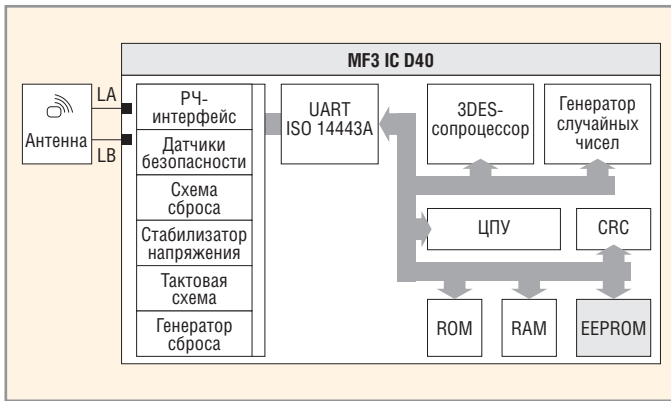 MF3 IC D40
LA
LB
Антенна
РЧ-
интерфейс
Датчики
безопасности
Схема
сброса
Стабилизатор
напряжения
Тактовая
схема
Генератор
сброса
UART
ISO 14443A
3DES-
сопроцессор
Генератор
случайных
чисел
ЦПУ
CRC
ROM
RAM
EEPROM